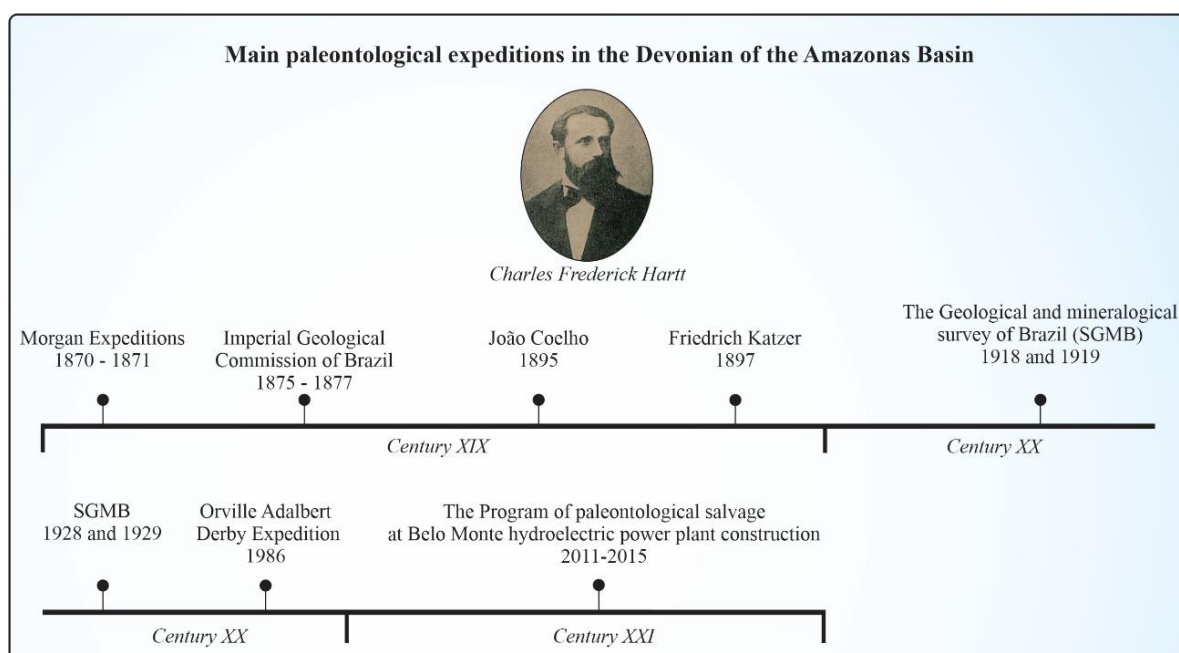 Main paleontological expeditions in the Devonian of the Amazonas Basin
Charles Frederick Hartt
Morgan Expeditions
1870 - 1871
Imperial Geological
Commission of Brazil
1875 - 1877
João Coelho
1895
Friedrich Katzer
1897
The Geological and mineralogical
survey of Brazil (SGMB)
1918 and 1919
Century XIX
Century XX
SGMB
1928 and 1929
Orville Adalbert
Derby Expedition
1986
The Program of paleontological salvage
at Belo Monte hydroelectric power plant construction
2011-2015
Century XX
Century XXI